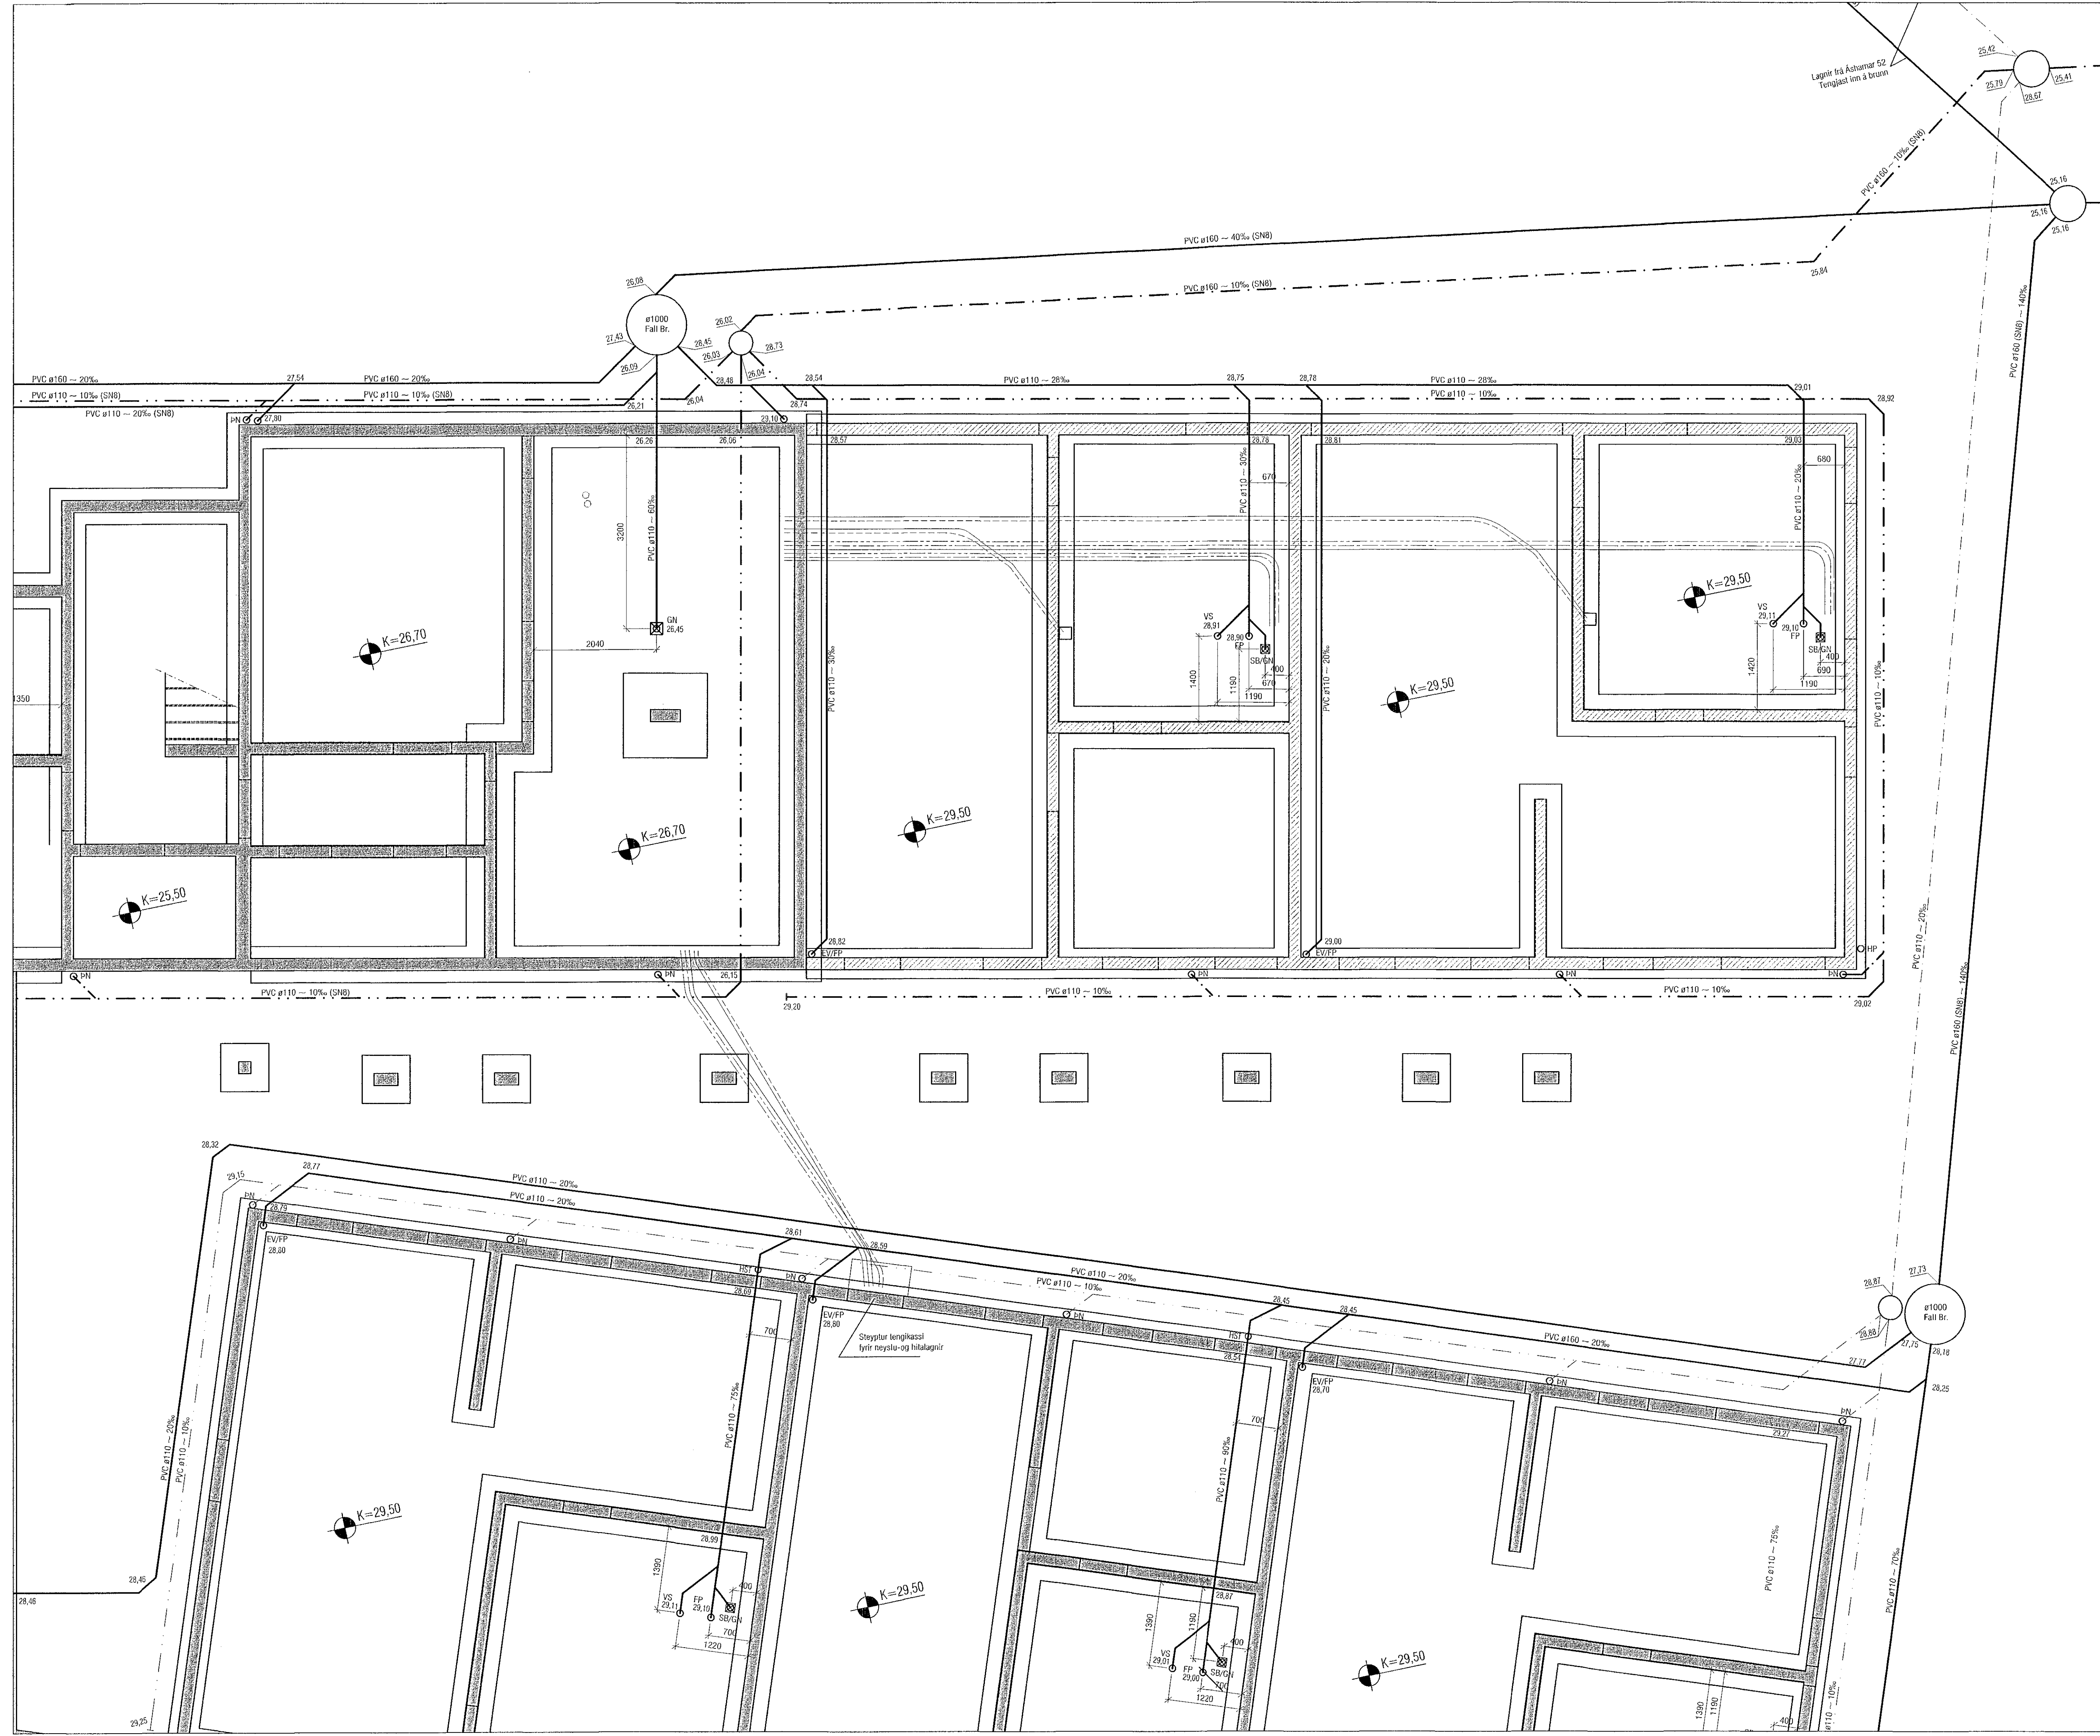 Lagnir frá Áshamar 52
Tengjast inn á brunn
25,42
25,41
25,79
28,67
PVC ø160 ~ 10‰ (SN8)
25,16
25,16
25,16
PVC ø160 ~ 40‰ (SN8)
25,84
PVC ø160 ~ 10‰ (SN8)
26,08
ø1000
Fall Br.
26,02
27,43
28,45
26,03
28,73
26,09
26,04
PVC ø160 (SN8) ~ 140‰
PVC ø160 ~ 20‰
27,54
PVC ø160 ~ 20‰
28,48
28,54
PVC ø110 ~ 28‰
28,75
28,78
PVC ø110 ~ 28‰
29,01
PVC ø110 ~ 10‰ (SN8)
PVC ø110 ~ 10‰ (SN8)
26,04
28,74
PVC ø110 ~ 10‰
28,92
PVC ø110 ~ 20‰ (SN8)
26,21
ÞN
27,80
29,10
26,26
26,06
28,57
28,78
28,81
29,03
680
670
PVC ø110 ~ 30‰
PVC ø110 ~ 20‰
3200
PVC ø110 ~ 60‰
K=29,50
GN
26,45
VS
28,91
28,90
FP
SB/GN
VS
29,11
29,10
FP
SB/GN
K=26,70
2040
400
670
1190
1400
1190
400
690
1190
1420
1350
PVC ø110 ~ 30‰
PVC ø110 ~ 20‰
K=29,50
PVC ø110 ~ 10‰
K=29,50
K=26,70
K=25,50
28,82
EV/FP
29,00
EV/FP
HP
ÞN
ÞN
26,15
ÞN
ÞN
ÞN
PVC ø110 ~ 10‰ (SN8)
29,20
PVC ø110 ~ 10‰
PVC ø110 ~ 10‰
29,02
PVC ø110 ~ 20‰
PVC ø160 (SN8) ~ 140‰
28,32
29,15
28,77
PVC ø110 ~ 20‰
PVC ø110 ~ 20‰
ÞN
28,79
EV/FP
28,80
ÞN
28,61
28,59
HST
ÞN
28,69
PVC ø110 ~ 20‰
PVC ø110 ~ 10‰
EV/FP
28,80
ÞN
28,45
28,45
HST
28,54
700
Steyptur tengikassi
fyrir neyslu-og hitalagnir
PVC ø160 ~ 20‰
28,87
27,73
ø1000
Fall Br.
28,88
27,75
28,16
27,77
28,25
EV/FP
28,70
ÞN
ÞN
29,27
PVC ø110 ~ 75‰
700
PVC ø110 ~ 90‰
PVC ø110 ~ 20‰
PVC ø110 ~ 10‰
K=29,50
28,99
1390
400
VS
29,11
FP
29,10
SB/GN
700
1220
28,45
28,46
K=29,50
28,87
1390
1190
400
VS
29,01
FP
29,00
SB/GN
700
1220
K=29,50
PVC ø110 ~ 75‰
PVC ø110 ~ 70‰
1390
1190
400
ø110 ~ 10‰
29,25